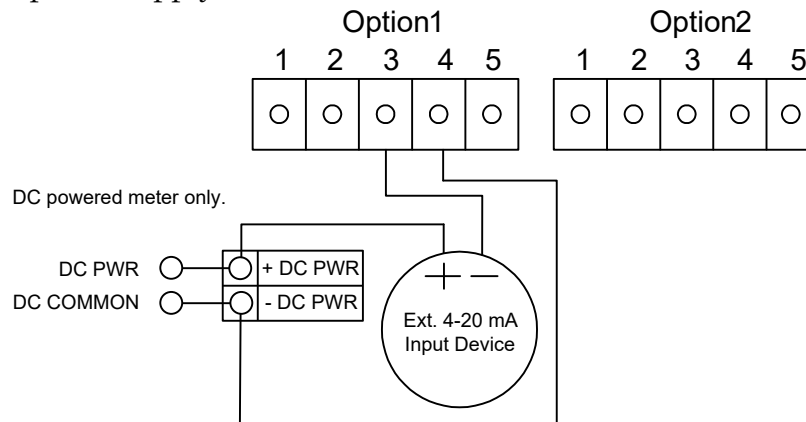 Option1 Option2
1 2 3 4 5 1 2 3 4 5
DC powered meter only.
DC PWR + DC PWR
DC COMMON - DC PWR
+ −
Ext. 4-20 mA
Input Device